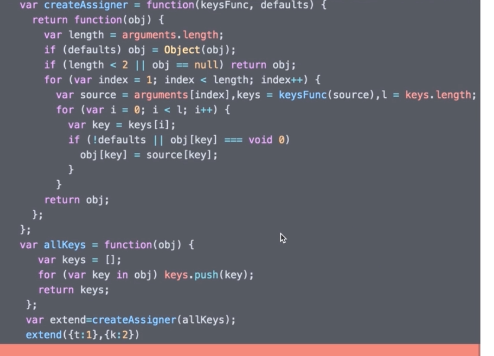 var createAssigner = function(keysFunc, defaults) {
return function(obj) {
var length = arguments.length;
if (defaults) obj = Object(obj);
if (length < 2 || obj == null) return obj;
for (var index = 1; index < length; index++) {
var source = arguments[index],keys = keysFunc(source),l = keys.length;
for (var i = 0; i < l; i++) {
var key = keys[i];
if (!defaults || obj[key] === void 0)
obj[key] = source[key];
}
}
return obj;
};
};
var allKeys = function(obj) {
var keys = [];
for (var key in obj) keys.push(key);
return keys;
};
var extend=createAssigner(allKeys);
extend({t:1},{k:2})